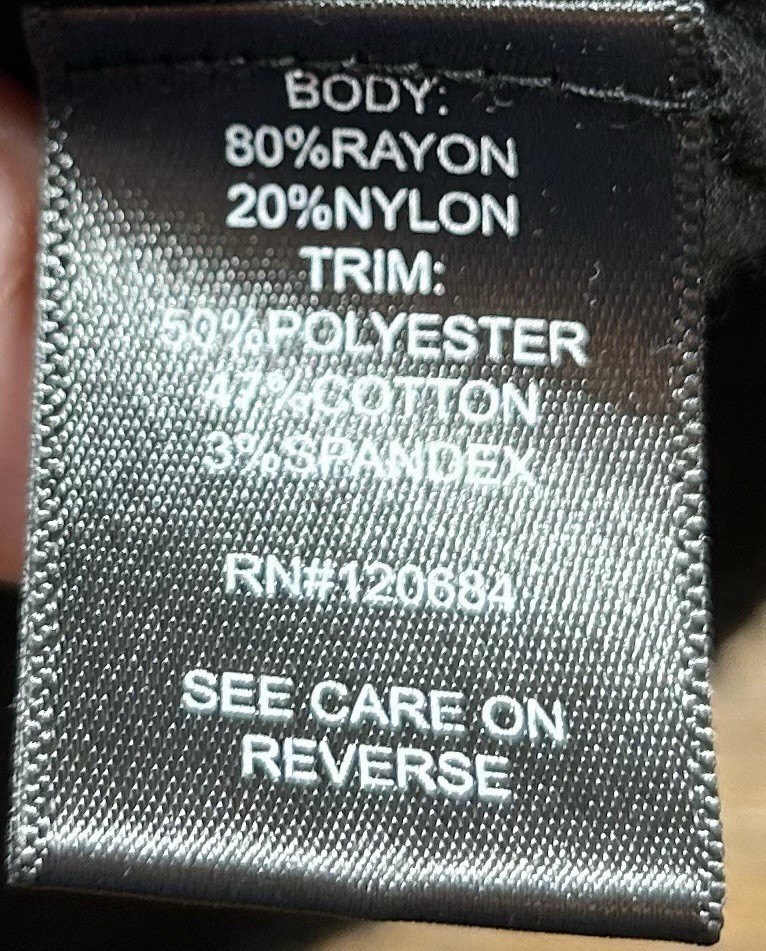 BODY:
80%RAYON
20%NYLON
TRIM:
50%POLYESTER
47%COTTON
3%SPANDEX
RN#120684
SEE CARE ON
REVERSE